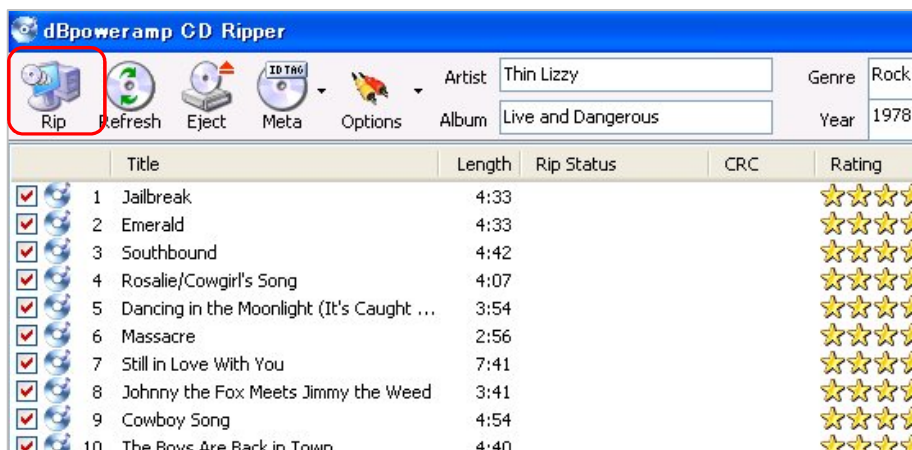 dBpoweramp CD Ripper
Artist Thin Lizzy Genre Rock
ID TAG
Rip Refresh Eject Meta Options Album Live and Dangerous Year 1978
Title Length Rip Status CRC Rating
1 Jailbreak 4:33
2 Emerald 4:33
3 Southbound 4:42
4 Rosalie/Cowgirl's Song 4:07
5 Dancing in the Moonlight (It's Caught ... 3:54
6 Massacre 2:56
7 Still in Love With You 7:41
8 Johnny the Fox Meets Jimmy the Weed 3:41
9 Cowboy Song 4:54
10 The Boys Are Back in Town 4:40